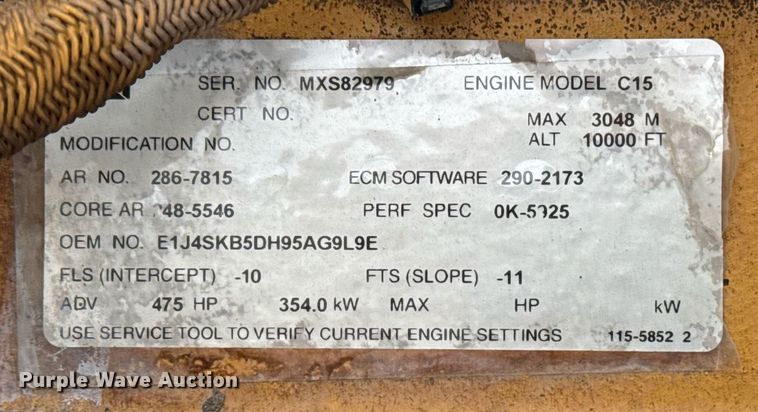 SER. NO. MXS82979 ENGINE MODEL C15
CERT NO. MAX 3048 M
MODIFICATION NO. ALT 10000 FT
AR NO. 286-7815 ECM SOFTWARE 290-2173
CORE AR PERF SPEC
OEM NO. E1J4SKB5DH95AG9L9E
FLS (INTERCEPT) -10 FTS (SLOPE) -11
ADV 475 HP 354.0 kW MAX HP kW
USE SERVICE TOOL TO VERIFY CURRENT ENGINE SETTINGS 115-5852 2
Purple Wave Auction